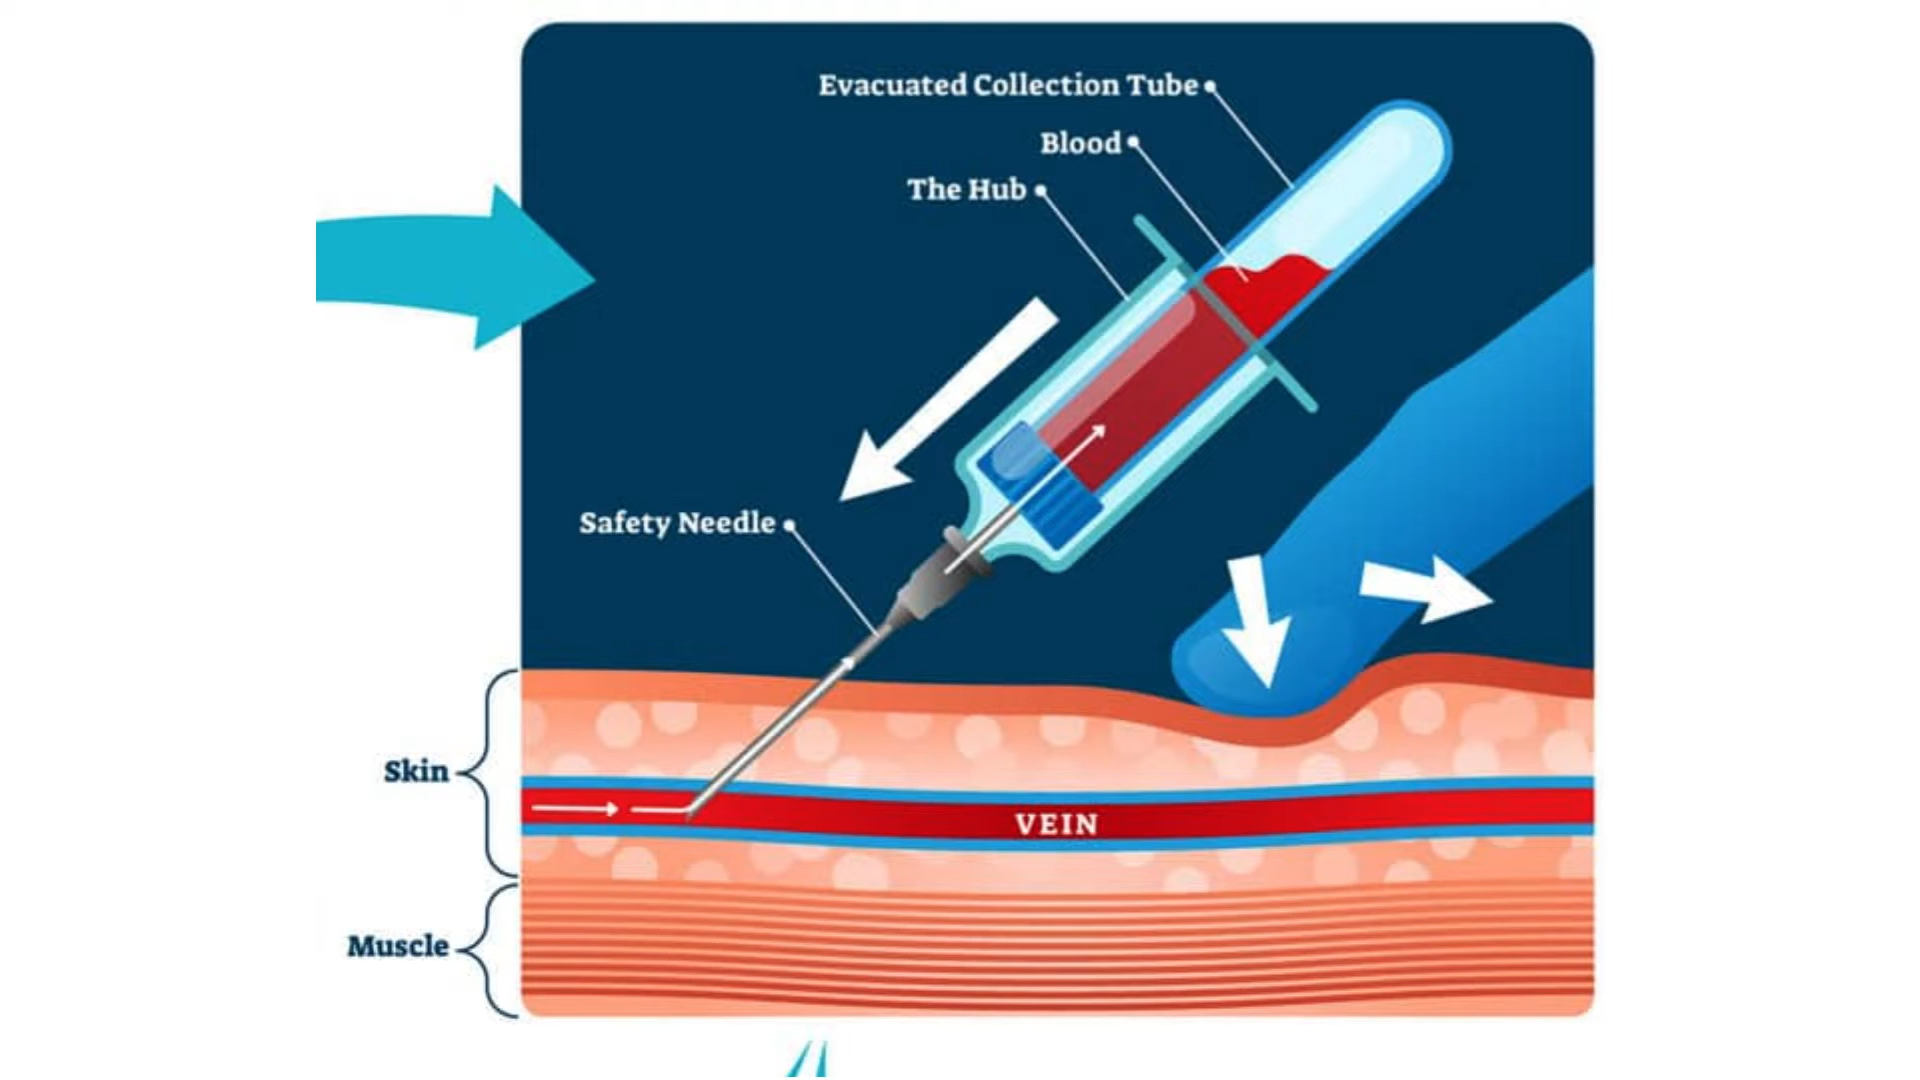 Evacuated Collection Tube
Blood
The Hub
Safety Needle
Skin
VEIN
Muscle